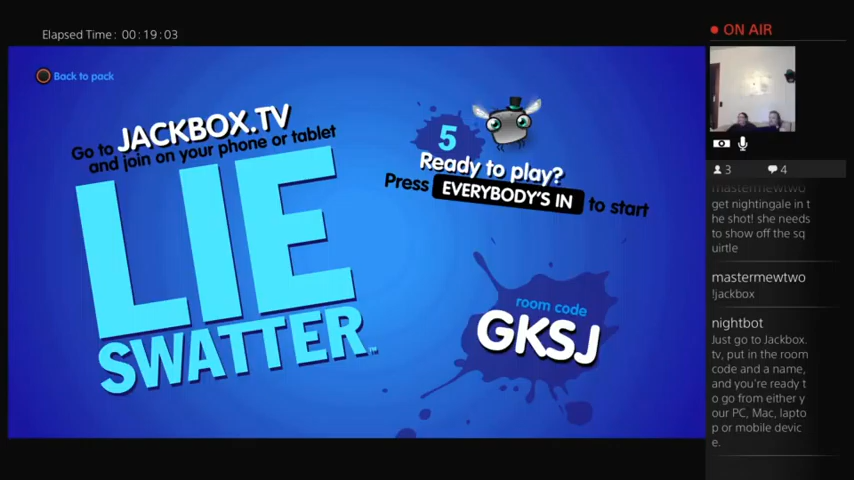 Elapsed Time : 00:19:03
ON AIR
Back to pack
Go to JACKBOX.TV
and join on your phone or tablet
LIE
SWATTER™
5
Ready to play?
Press EVERYBODY'S IN to start
room code
GKSJ
3
4
mastermewtwo
get nightingale in t
he shot! she needs
to show off the sq
uirtle
mastermewtwo
!jackbox
nightbot
Just go to Jackbox.
tv, put in the room
code and a name,
and you're ready t
o go from either y
our PC, Mac, lapto
p or mobile devic
e.